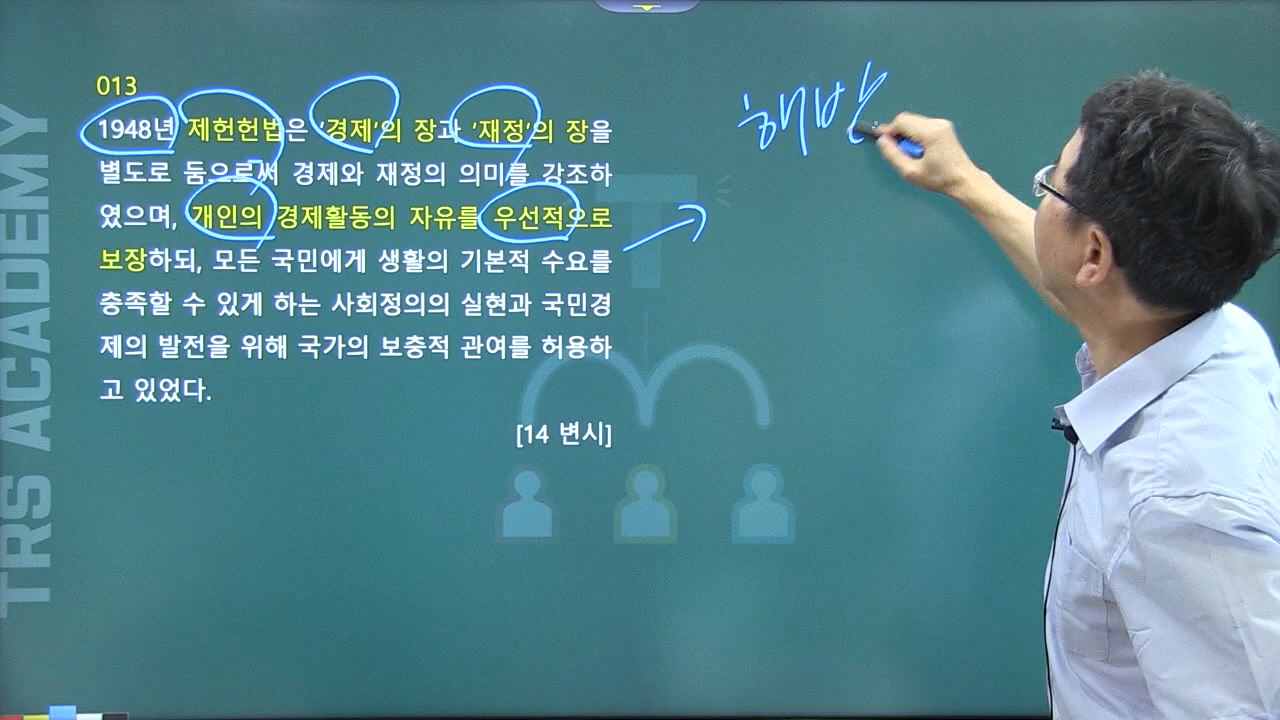 013
1948년 제헌헌법은 '경제'의 장과 '재정'의 장을
별도로 둠으로써 경제와 재정의 의미를 강조하
였으며, 개인의 경제활동의 자유를 우선적으로
보장하되, 모든 국민에게 생활의 기본적 수요를
충족할 수 있게 하는 사회정의의 실현과 국민경
제의 발전을 위해 국가의 보충적 관여를 허용하
고 있었다.
[14 변시]
해방
TRS ACADEMY